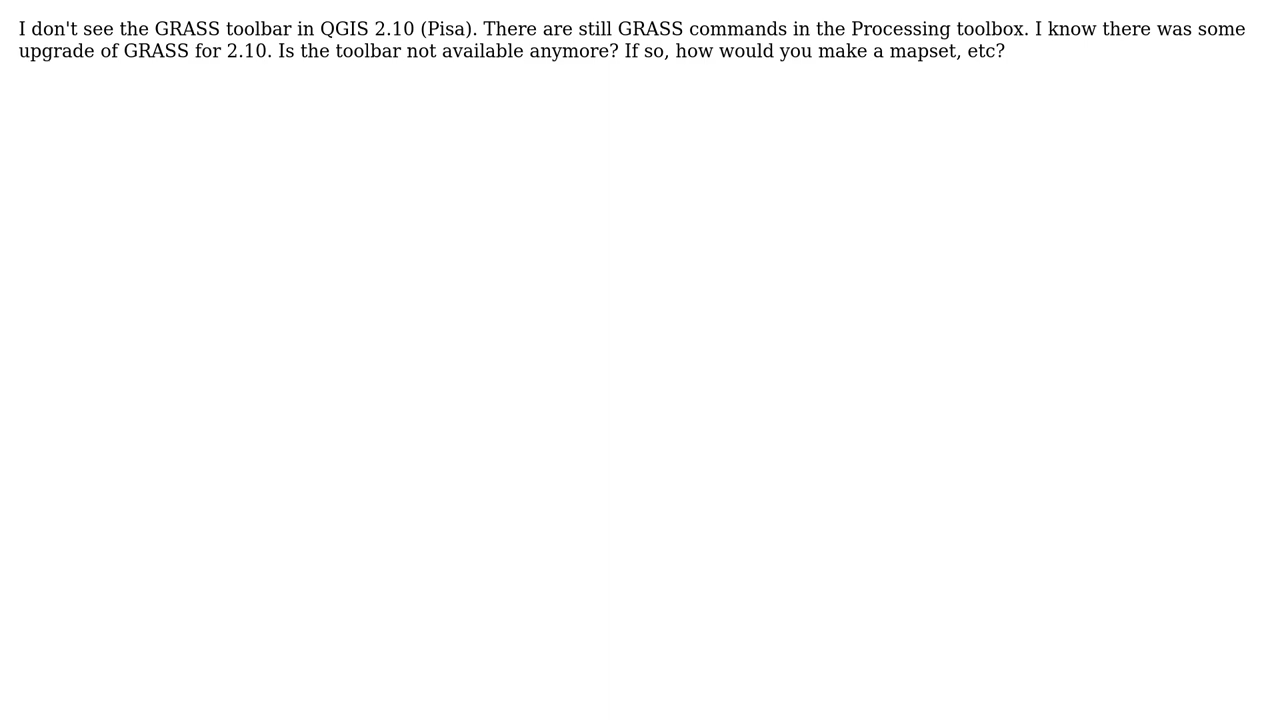 I don't see the GRASS toolbar in QGIS 2.10 (Pisa). There are still GRASS commands in the Processing toolbox. I know there was some
upgrade of GRASS for 2.10. Is the toolbar not available anymore? If so, how would you make a mapset, etc?